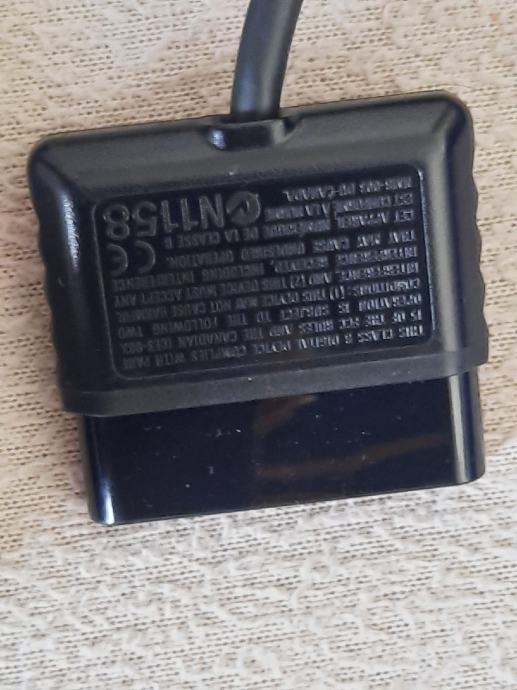 THIS CLASS B DIGITAL DEVICE COMPLIES WITH PART
15 OF THE FCC RULES AND THE CANADIAN ICES-003.
OPERATION IS SUBJECT TO THE FOLLOWING TWO
CONDITIONS: (1) THIS DEVICE MAY NOT CAUSE HARMFUL
INTERFERENCE, AND (2) THIS DEVICE MUST ACCEPT ANY
INTERFERENCE RECEIVED, INCLUDING INTERFERENCE
THAT MAY CAUSE UNDESIRED OPERATION.
CET APPAREIL NUMERIQUE DE LA CLASSE B
EST CONFORME A LA NORME
NMB-003 DU CANADA.
CE
N1158